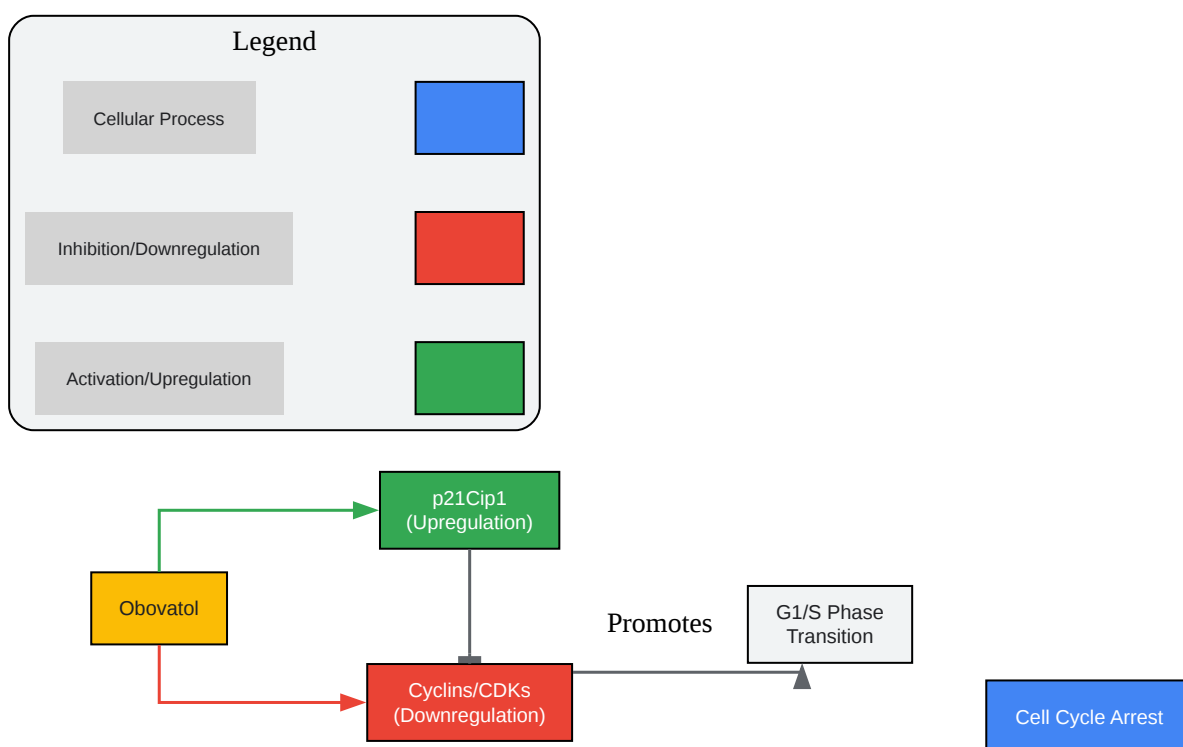 Legend
Cellular Process
Inhibition/Downregulation
Activation/Upregulation
p21Cip1
(Upregulation)
Obovatol
Promotes
G1/S Phase
Transition
Cyclins/CDKs
(Downregulation)
Cell Cycle Arrest